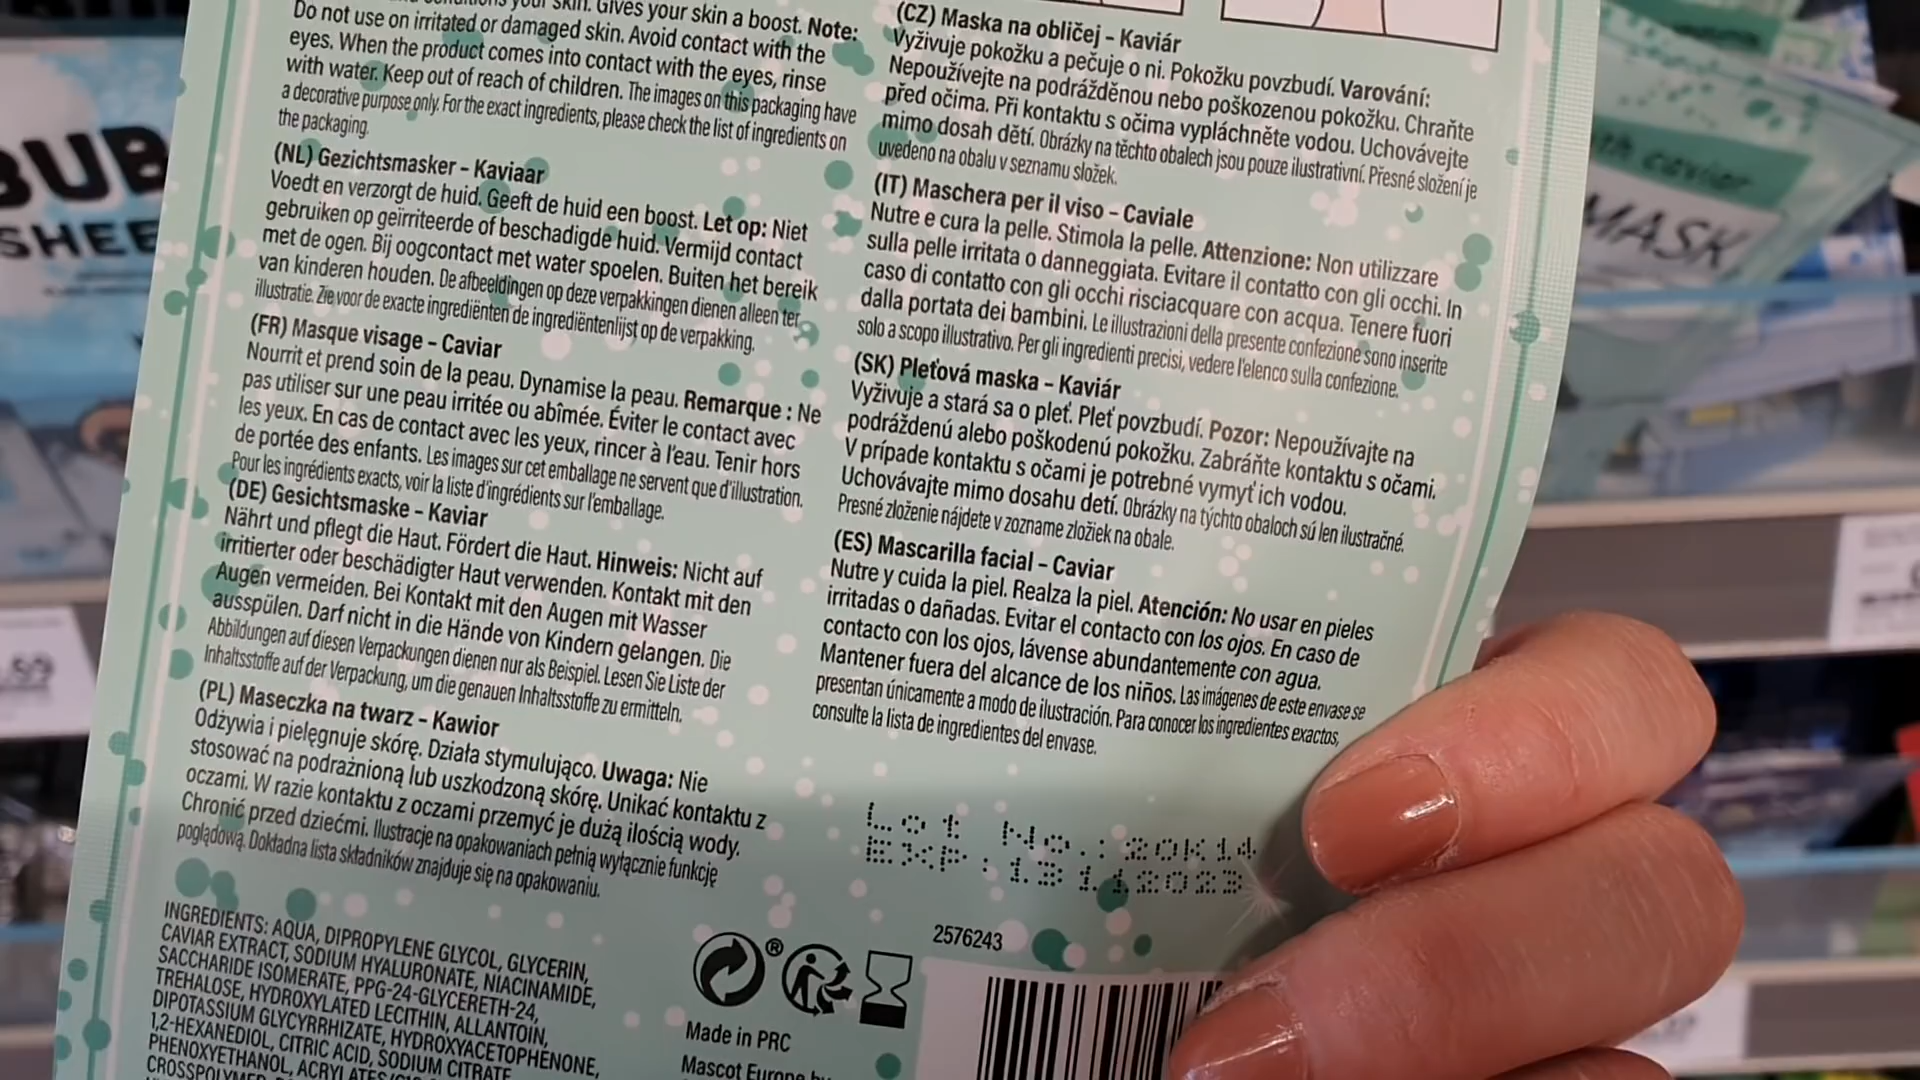 your skin. Gives your skin a boost. Note:
Do not use on irritated or damaged skin. Avoid contact with the
eyes. When the product comes into contact with the eyes, rinse
with water. Keep out of reach of children. The images on this packaging have
a decorative purpose only. For the exact ingredients, please check the list of ingredients on
the packaging.
(NL) Gezichtsmasker – Kaviaar
Voedt en verzorgt de huid. Geeft de huid een boost. Let op: Niet
gebruiken op geïrriteerde of beschadigde huid. Vermijd contact
met de ogen. Bij oogcontact met water spoelen. Buiten het bereik
van kinderen houden. De afbeeldingen op deze verpakkingen dienen alleen ter
illustratie. Zie voor de exacte ingrediënten de ingrediëntenlijst op de verpakking.
(FR) Masque visage – Caviar
Nourrit et prend soin de la peau. Dynamise la peau. Remarque : Ne
pas utiliser sur une peau irritée ou abîmée. Éviter le contact avec
les yeux. En cas de contact avec les yeux, rincer à l'eau. Tenir hors
de portée des enfants. Les images sur cet emballage ne servent que d'illustration.
Pour les ingrédients exacts, voir la liste d'ingrédients sur l'emballage.
(DE) Gesichtsmaske – Kaviar
Nährt und pflegt die Haut. Fördert die Haut. Hinweis: Nicht auf
irritierter oder beschädigter Haut verwenden. Kontakt mit den
Augen vermeiden. Bei Kontakt mit den Augen mit Wasser
ausspülen. Darf nicht in die Hände von Kindern gelangen. Die
Abbildungen auf diesen Verpackungen dienen nur als Beispiel. Lesen Sie Liste der
Inhaltsstoffe auf der Verpackung, um die genauen Inhaltsstoffe zu ermitteln.
(PL) Maseczka na twarz – Kawior
Odżywia i pielęgnuje skórę. Działa stymulująco. Uwaga: Nie
stosować na podrażnioną lub uszkodzoną skórę. Unikać kontaktu z
oczami. W razie kontaktu z oczami przemyć je dużą ilością wody.
Chronić przed dziećmi. Ilustracje na opakowaniach pełnią wyłącznie funkcję
poglądową. Dokładna lista składników znajduje się na opakowaniu.
INGREDIENTS: AQUA, DIPROPYLENE GLYCOL, GLYCERIN,
CAVIAR EXTRACT, SODIUM HYALURONATE, NIACINAMIDE,
SACCHARIDE ISOMERATE, PPG-24-GLYCERETH-24,
TREHALOSE, HYDROXYLATED LECITHIN, ALLANTOIN,
DIPOTASSIUM GLYCYRRHIZATE, HYDROXYACETOPHENONE,
1,2-HEXANEDIOL, CITRIC ACID, SODIUM CITRATE,
PHENOXYETHANOL,
(CZ) Maska na obličej – Kaviár
Vyživuje pokožku a pečuje o ni. Pokožku povzbudí. Varování:
Nepoužívejte na podrážděnou nebo poškozenou pokožku. Chraňte
před očima. Při kontaktu s očima vypláchněte vodou. Uchovávejte
mimo dosah dětí. Obrázky na těchto obalech jsou pouze ilustrativní. Přesné složení je
uvedeno na obalu v seznamu složek.
(IT) Maschera per il viso – Caviale
Nutre e cura la pelle. Stimola la pelle. Attenzione: Non utilizzare
sulla pelle irritata o danneggiata. Evitare il contatto con gli occhi. In
caso di contatto con gli occhi risciacquare con acqua. Tenere fuori
dalla portata dei bambini. Le illustrazioni della presente confezione sono inserite
solo a scopo illustrativo. Per gli ingredienti precisi, vedere l'elenco sulla confezione.
(SK) Pleťová maska – Kaviár
Vyživuje a stará sa o pleť. Pleť povzbudí. Pozor: Nepoužívajte na
podráždenú alebo poškodenú pokožku. Zabráňte kontaktu s očami.
V prípade kontaktu s očami je potrebné vymyť ich vodou.
Uchovávajte mimo dosahu detí. Obrázky na týchto obaloch sú len ilustračné.
Presné zloženie nájdete v zozname zložiek na obale.
(ES) Mascarilla facial – Caviar
Nutre y cuida la piel. Realza la piel. Atención: No usar en pieles
irritadas o dañadas. Evitar el contacto con los ojos. En caso de
contacto con los ojos, lávense abundantemente con agua.
Mantener fuera del alcance de los niños. Las imágenes de este envase se
presentan únicamente a modo de ilustración. Para conocer los ingredientes exactos,
consulte la lista de ingredientes del envase.
Lot No.: 20K14
EXP: 13112023
2576243
Made in PRC
Mascot Europe
BUB
SHEE
.59
caviar
MASK